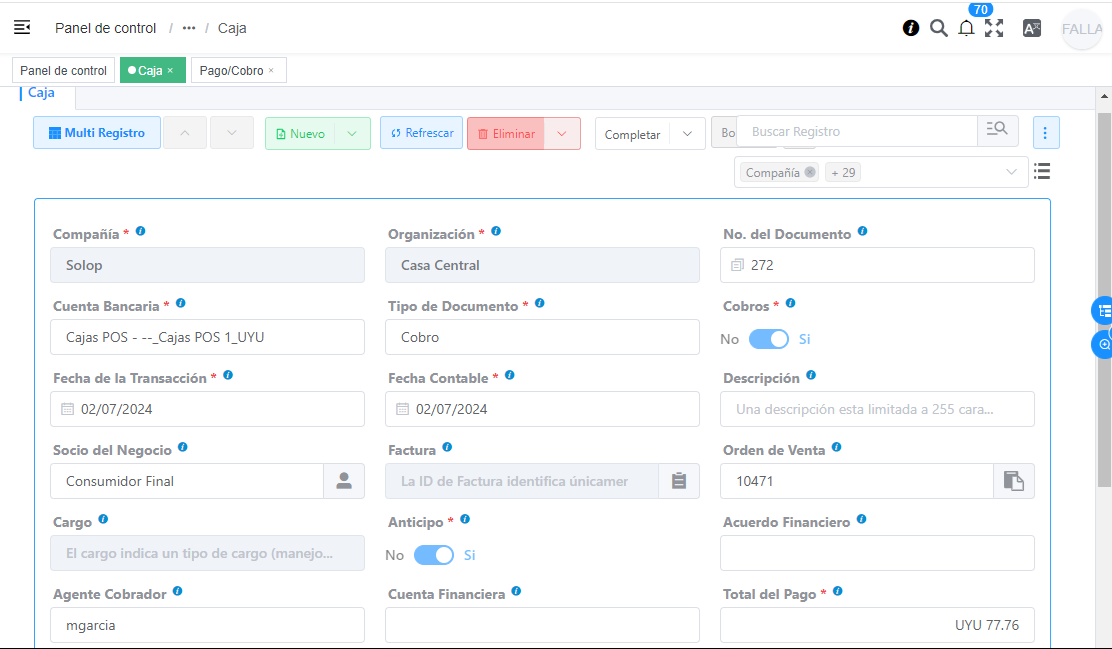 Panel de control / ••• / Caja
70
FALLA
Panel de control
Caja ×
Pago/Cobro ×
Caja
Multi Registro
Nuevo
Refrescar
Eliminar
Completar
Bo
Buscar Registro
Compañía
+ 29
Compañía * Organización * No. del Documento
Solop Casa Central 272
Cuenta Bancaria * Tipo de Documento * Cobros *
Cajas POS - --_Cajas POS 1_UYU Cobro No Si
Fecha de la Transacción * Fecha Contable * Descripción
02/07/2024 02/07/2024 Una descripción esta limitada a 255 cara...
Socio del Negocio Factura Orden de Venta
Consumidor Final La ID de Factura identifica únicamer 10471
Cargo Anticipo * Acuerdo Financiero
El cargo indica un tipo de cargo (manejo... No Si
Agente Cobrador Cuenta Financiera Total del Pago *
mgarcia UYU 77.76